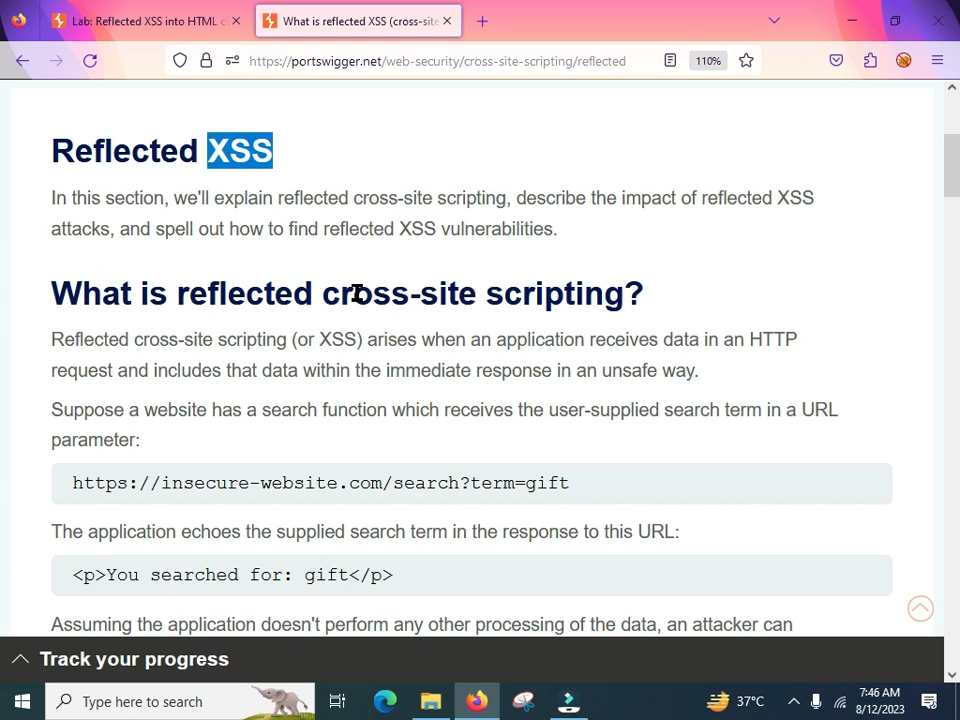 Lab: Reflected XSS into HTML c
What is reflected XSS (cross-site
https://portswigger.net/web-security/cross-site-scripting/reflected
110%
Reflected XSS
In this section, we'll explain reflected cross-site scripting, describe the impact of reflected XSS
attacks, and spell out how to find reflected XSS vulnerabilities.
What is reflected cross-site scripting?
Reflected cross-site scripting (or XSS) arises when an application receives data in an HTTP
request and includes that data within the immediate response in an unsafe way.
Suppose a website has a search function which receives the user-supplied search term in a URL
parameter:
https://insecure-website.com/search?term=gift
The application echoes the supplied search term in the response to this URL:
<p>You searched for: gift</p>
Assuming the application doesn't perform any other processing of the data, an attacker can
Track your progress
Type here to search
37°C
7:46 AM
8/12/2023